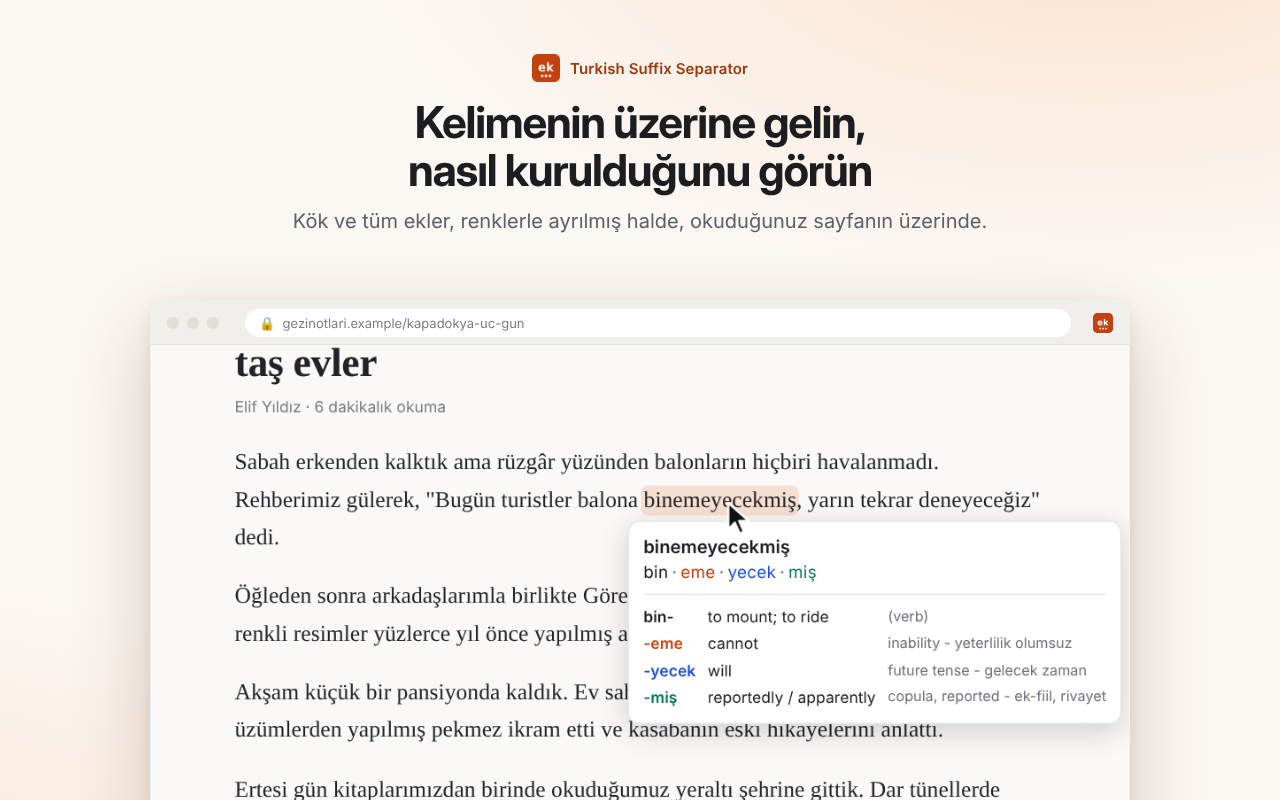 ek
Turkish Suffix Separator
Kelimenin üzerine gelin,
nasıl kurulduğunu görün
Kök ve tüm ekler, renklerle ayrılmış halde, okuduğunuz sayfanın üzerinde.
gezinotlari.example/kapadokya-uc-gun
ek
taş evler
Elif Yıldız · 6 dakikalık okuma
Sabah erkenden kalktık ama rüzgâr yüzünden balonların hiçbiri havalanmadı.
Rehberimiz gülerek, "Bugün turistler balona binemeyecekmiş, yarın tekrar deneyeceğiz"
dedi.
binemeyecekmiş
bin · eme · yecek · miş
bin- to mount; to ride (verb)
-eme cannot inability - yeterlilik olumsuz
-yecek will future tense - gelecek zaman
-miş reportedly / apparently copula, reported - ek-fiil, rivayet
Öğleden sonra arkadaşlarımla birlikte Göre
renkli resimler yüzlerce yıl önce yapılmış a
Akşam küçük bir pansiyonda kaldık. Ev sal
üzümlerden yapılmış pekmez ikram etti ve kasabanın eski hikayelerini anlattı.
Ertesi gün kitaplarımızdan birinde okuduğumuz yeraltı şehrine gittik. Dar tünellerde